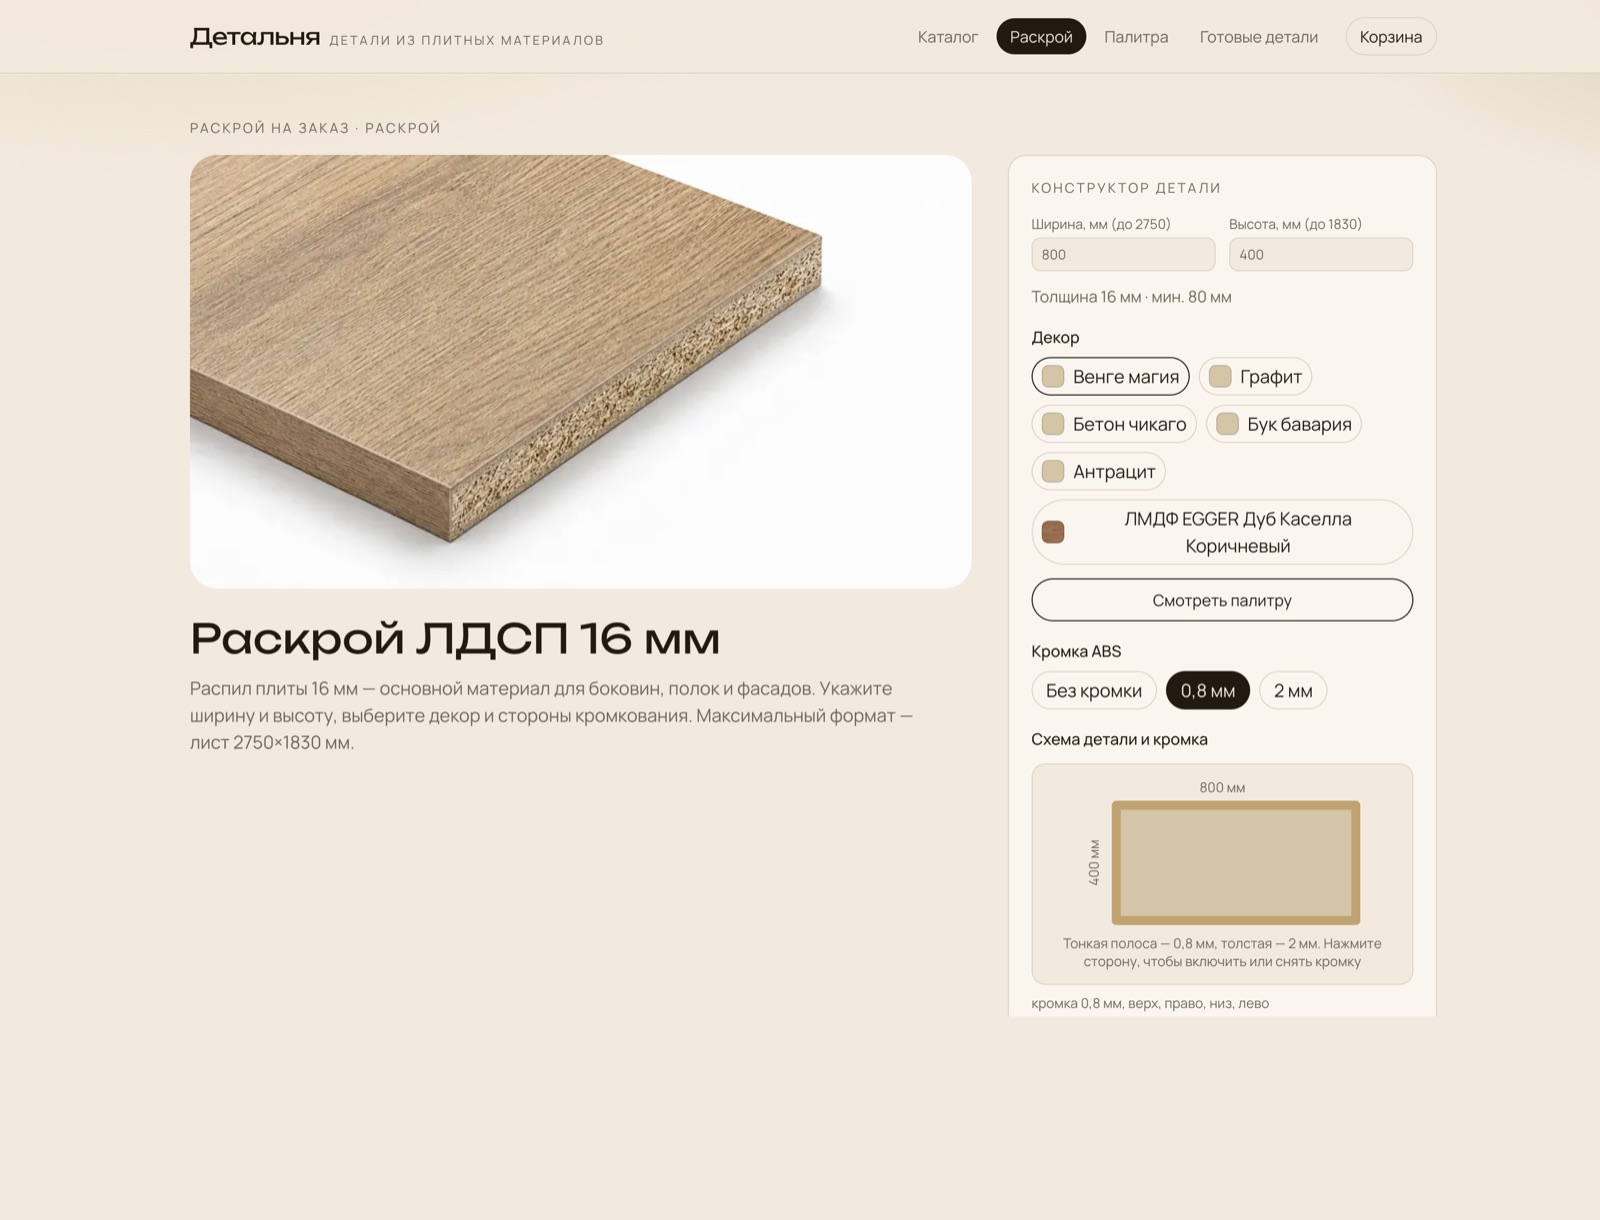 Детальня ДЕТАЛИ ИЗ ПЛИТНЫХ МАТЕРИАЛОВ
Каталог Раскрой Палитра Готовые детали Корзина
РАСКРОЙ НА ЗАКАЗ · РАСКРОЙ
Раскрой ЛДСП 16 мм
Распил плиты 16 мм — основной материал для боковин, полок и фасадов. Укажите
ширину и высоту, выберите декор и стороны кромкования. Максимальный формат —
лист 2750×1830 мм.
КОНСТРУКТОР ДЕТАЛИ
Ширина, мм (до 2750) Высота, мм (до 1830)
800 400
Толщина 16 мм · мин. 80 мм
Декор
Венге магия Графит
Бетон чикаго Бук бавария
Антрацит
ЛМДФ EGGER Дуб Каселла
Коричневый
Смотреть палитру
Кромка ABS
Без кромки 0,8 мм 2 мм
Схема детали и кромка
800 мм
400 мм
Тонкая полоса — 0,8 мм, толстая — 2 мм. Нажмите
сторону, чтобы включить или снять кромку
кромка 0,8 мм, верх, право, низ, лево